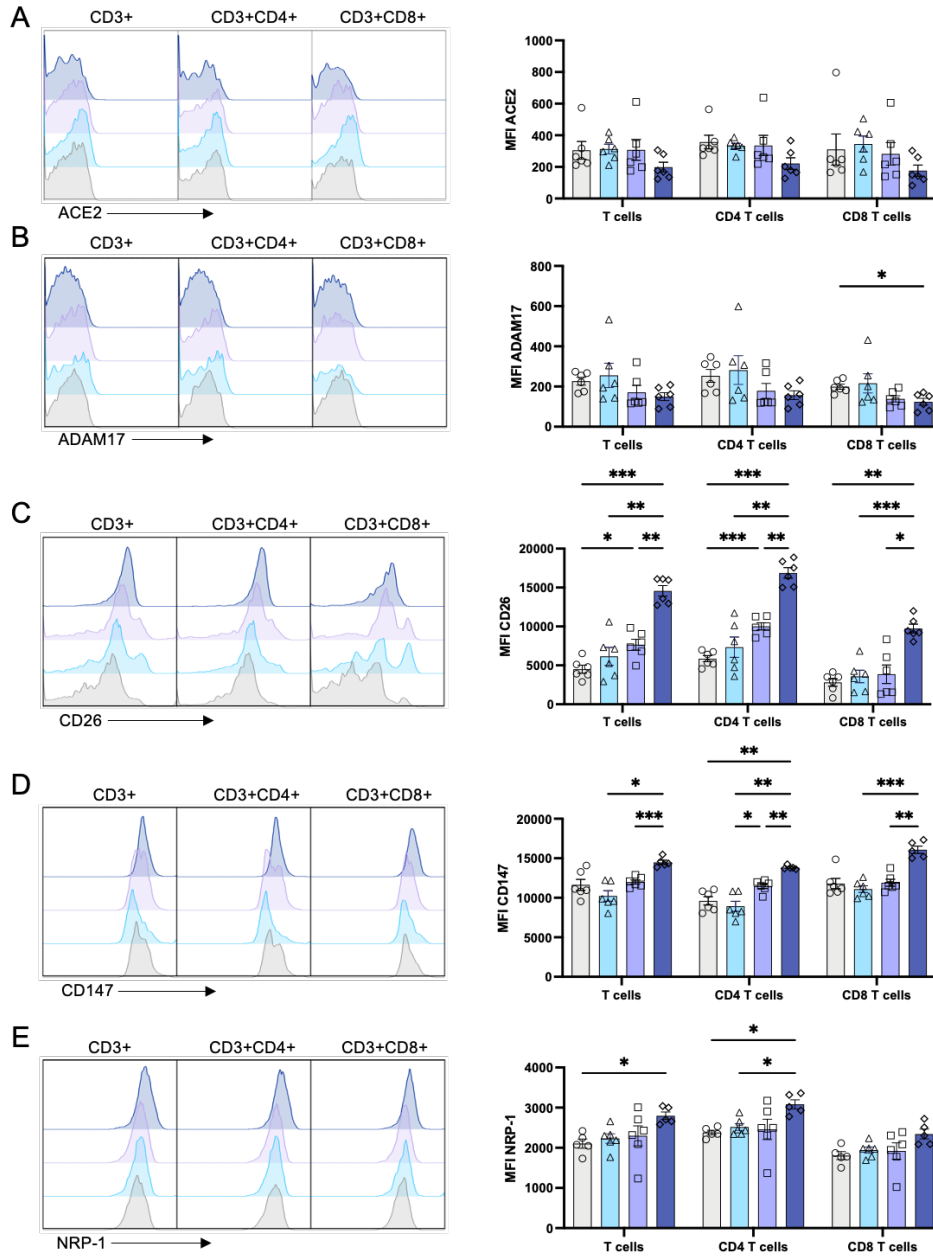 A
CD3+ CD3+CD4+ CD3+CD8+
ACE2
MFI ACE2
1000
800
600
400
200
0
T cells CD4 T cells CD8 T cells
B
CD3+ CD3+CD4+ CD3+CD8+
ADAM17
MFI ADAM17
800
600
400
200
0
*
T cells CD4 T cells CD8 T cells
C
CD3+ CD3+CD4+ CD3+CD8+
CD26
MFI CD26
20000
15000
10000
5000
0
*** *** **
** ** ***
* ** *** ** *
T cells CD4 T cells CD8 T cells
D
CD3+ CD3+CD4+ CD3+CD8+
CD147
MFI CD147
20000
15000
10000
5000
0
**
* ** ***
*** * ** **
T cells CD4 T cells CD8 T cells
E
CD3+ CD3+CD4+ CD3+CD8+
NRP-1
MFI NRP-1
4000
3000
2000
1000
0
*
* *
T cells CD4 T cells CD8 T cells